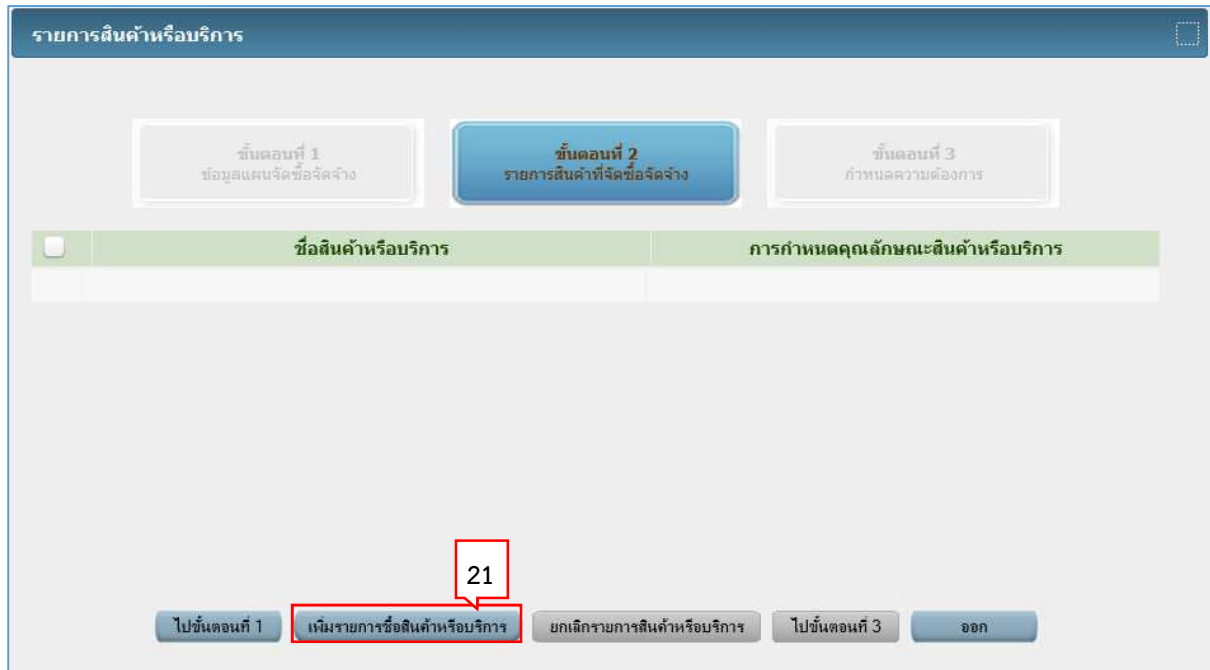 รายการสินค้าหรือบริการ
ขั้นตอนที่ 1
ข้อมูลแผนจัดซื้อจัดจ้าง
ขั้นตอนที่ 2
รายการสินค้าที่จัดซื้อจัดจ้าง
ขั้นตอนที่ 3
กำหนดความต้องการ
ชื่อสินค้าหรือบริการ
การกำหนดคุณลักษณะสินค้าหรือบริการ
21
ไปขั้นตอนที่ 1
เพิ่มรายการชื่อสินค้าหรือบริการ
ยกเลิกรายการสินค้าหรือบริการ
ไปขั้นตอนที่ 3
ออก